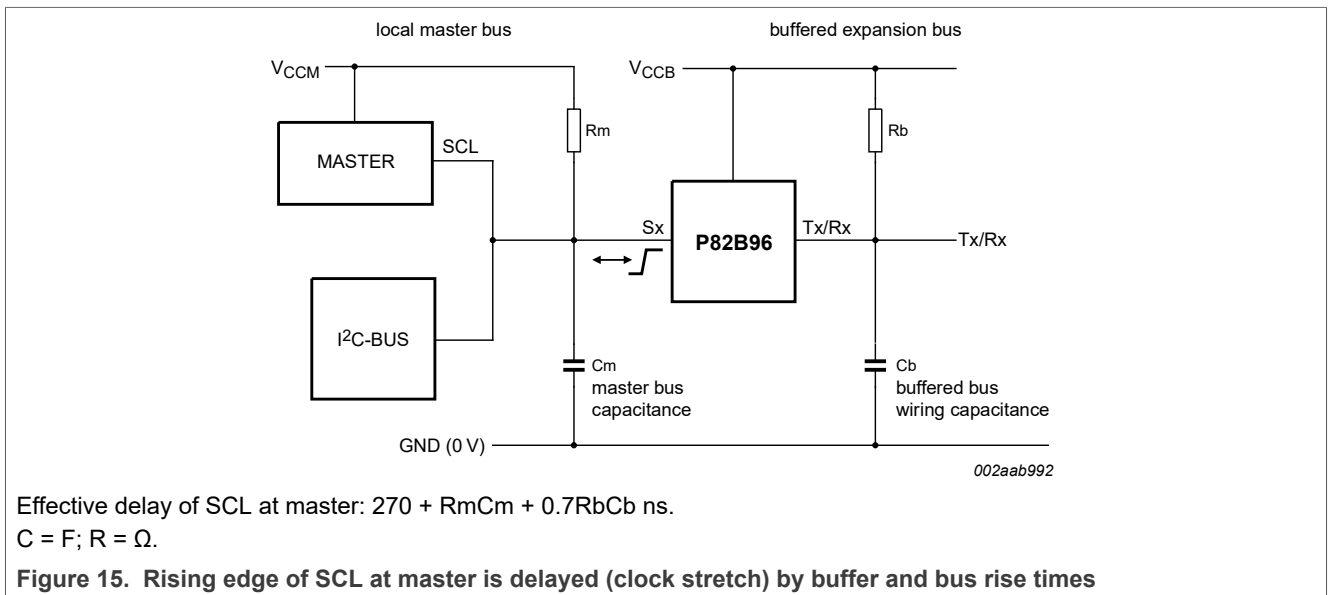 local master bus
buffered expansion bus
VCCM
VCCB
Rm
Rb
MASTER
SCL
Sx
P82B96
Tx/Rx
Tx/Rx
I²C-BUS
Cm
master bus
capacitance
Cb
buffered bus
wiring capacitance
GND (0 V)
002aab992
Effective delay of SCL at master: 270 + RmCm + 0.7RbCb ns.
C = F; R = Ω.
Figure 15. Rising edge of SCL at master is delayed (clock stretch) by buffer and bus rise times